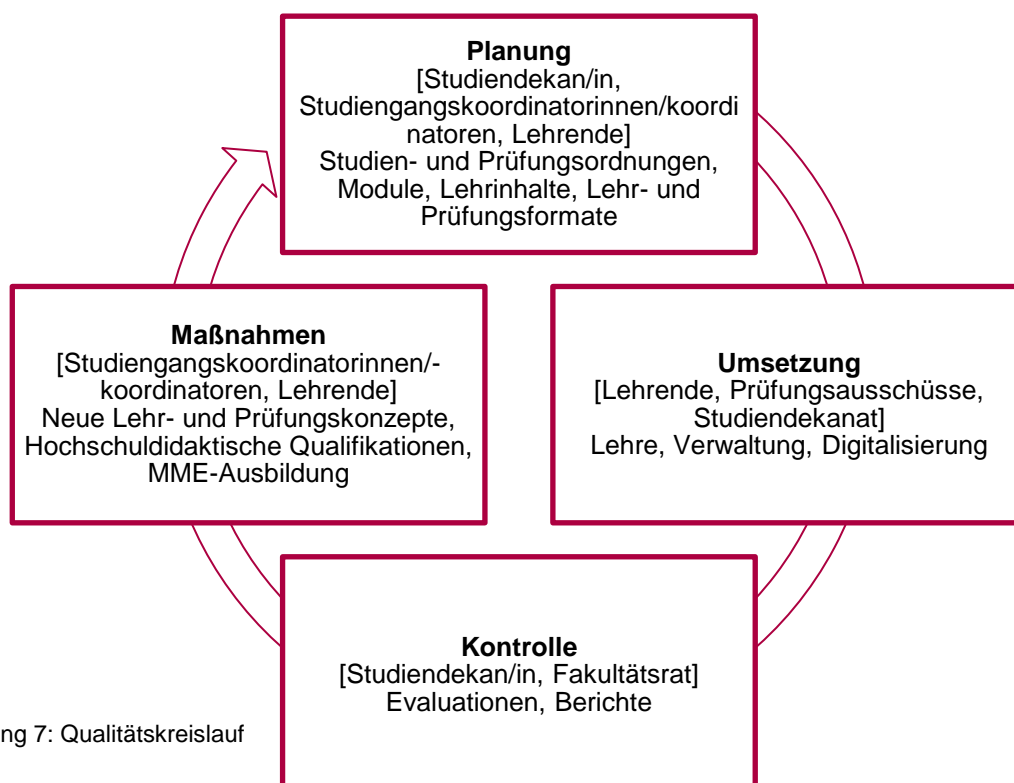 Planung
[Studiendekan/in,
Studiengangskoordinatorinnen/koordi
natoren, Lehrende]
Studien- und Prüfungsordnungen,
Module, Lehrinhalte, Lehr- und
Prüfungsformate
Maßnahmen
[Studiengangskoordinatorinnen/-
koordinatoren, Lehrende]
Neue Lehr- und Prüfungskonzepte,
Hochschuldidaktische Qualifikationen,
MME-Ausbildung
Umsetzung
[Lehrende, Prüfungsausschüsse,
Studiendekanat]
Lehre, Verwaltung, Digitalisierung
Kontrolle
[Studiendekan/in, Fakultätsrat]
Evaluationen, Berichte
ng 7: Qualitätskreislauf